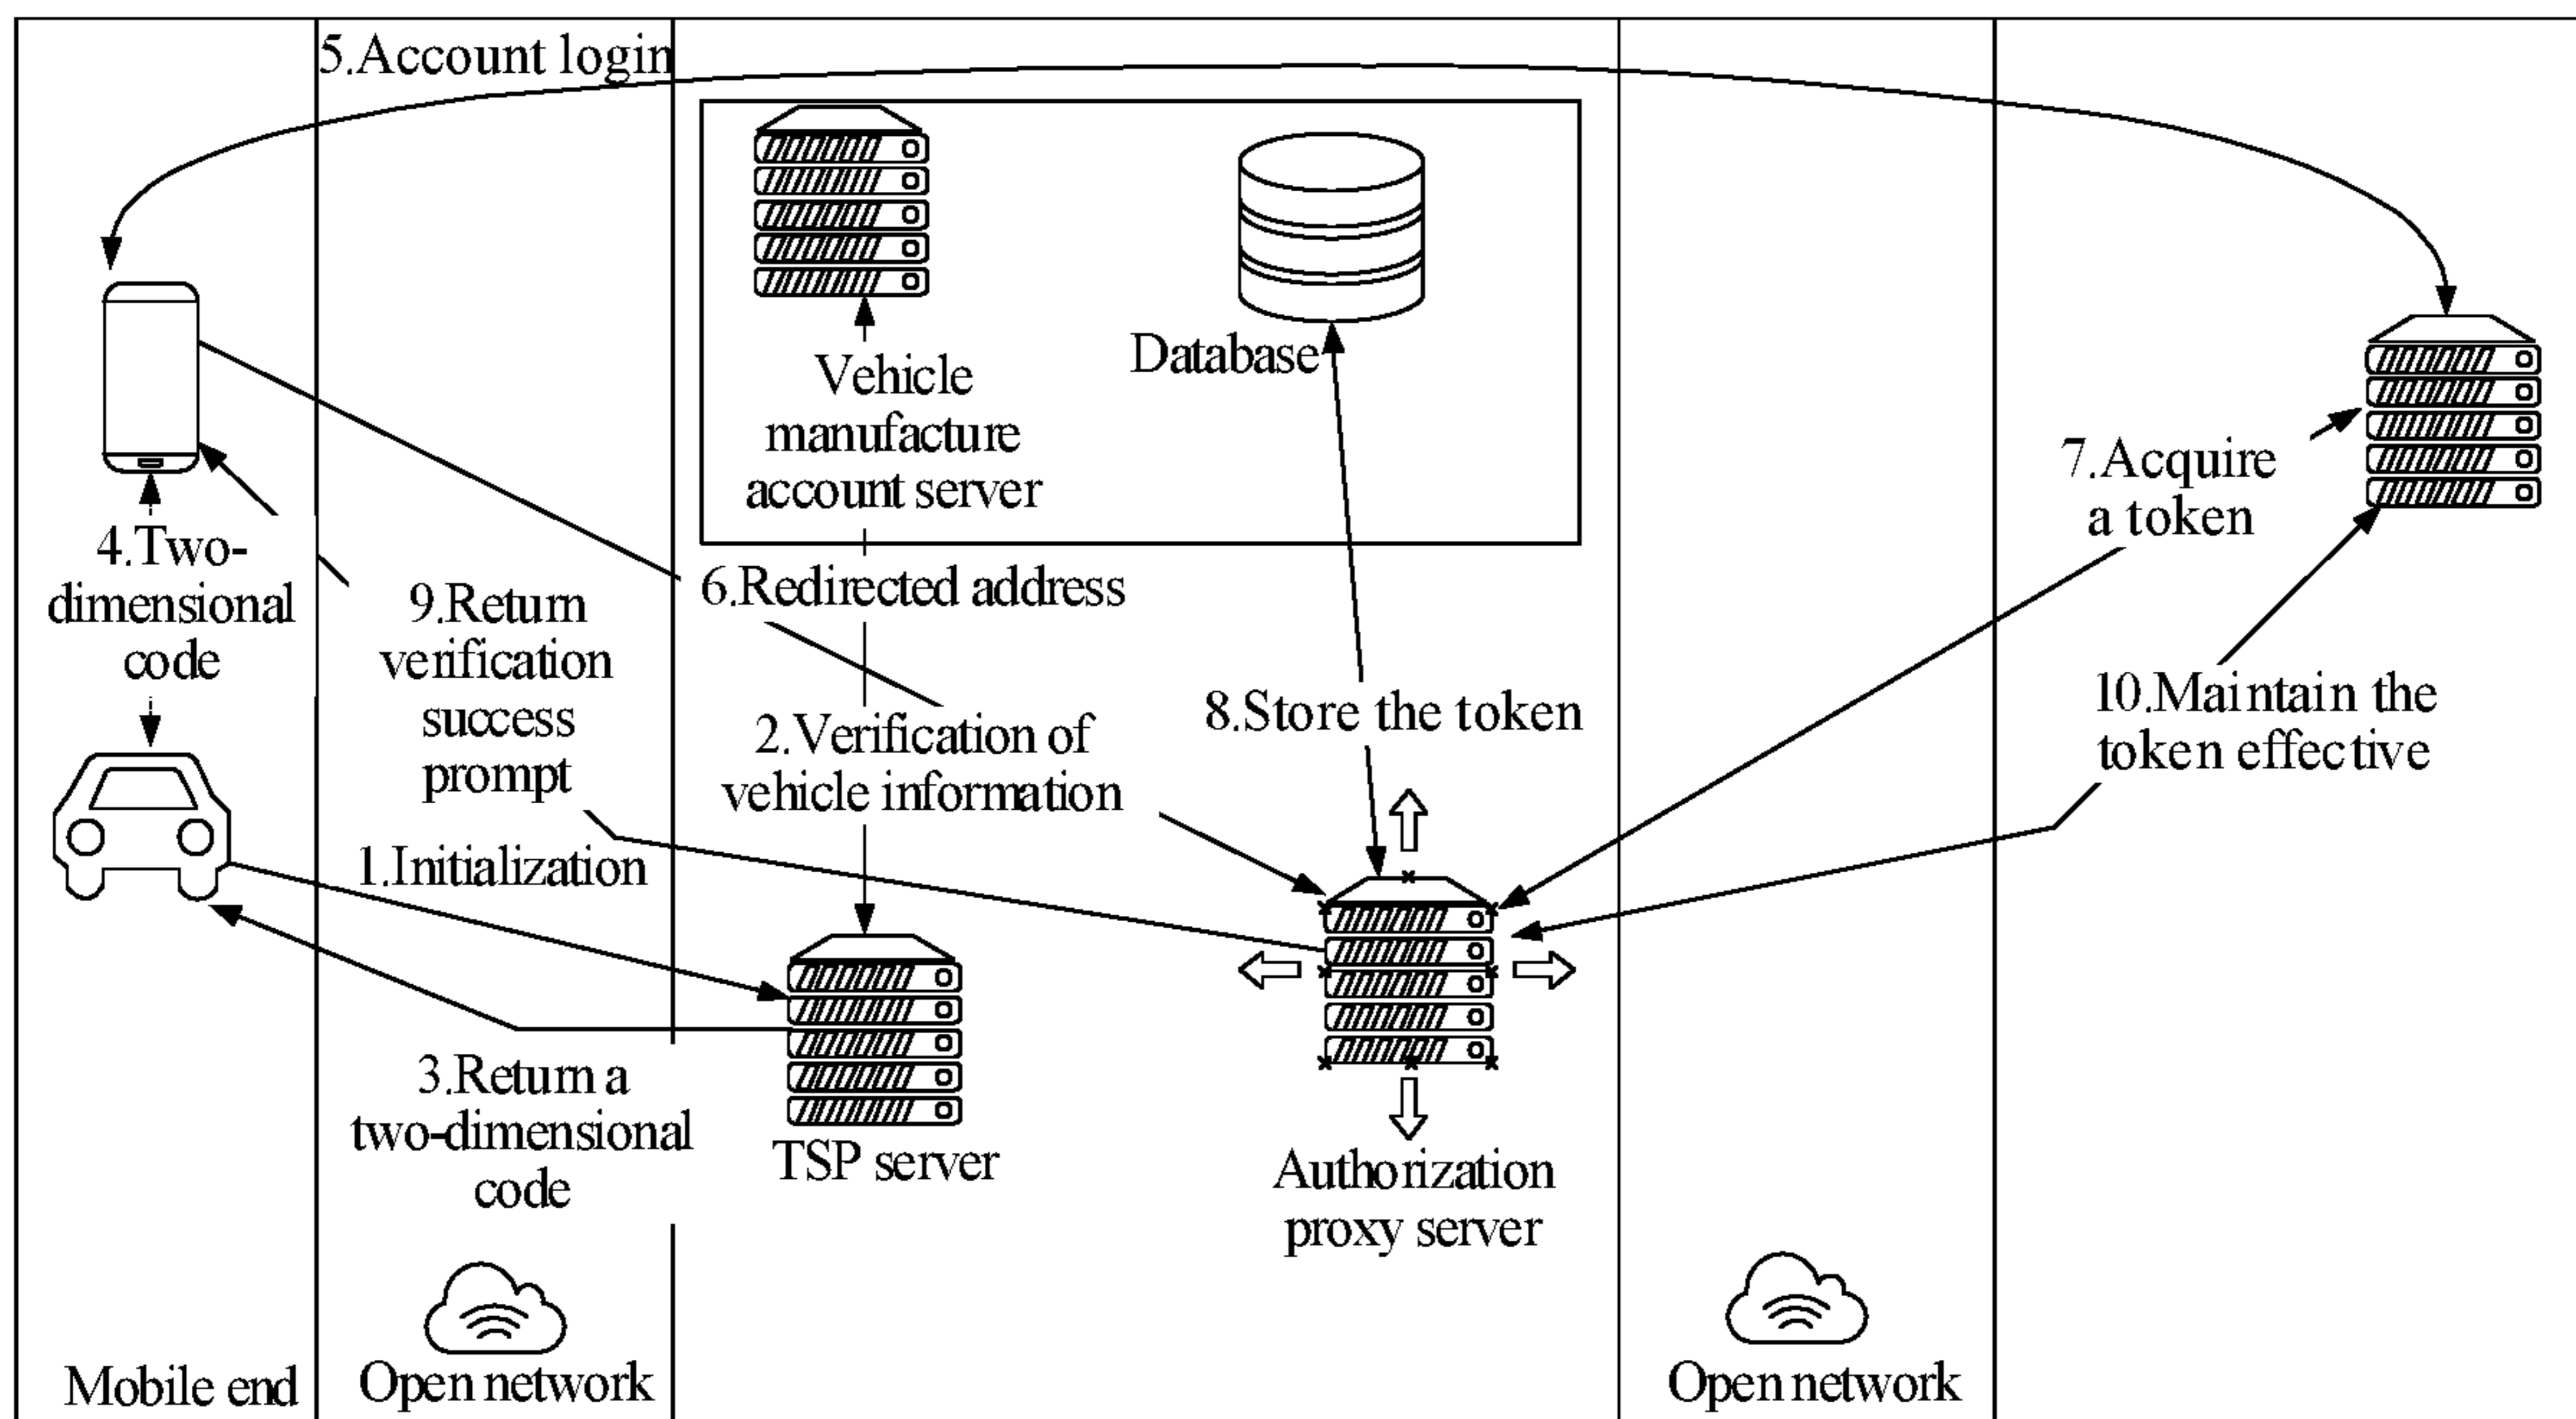 5.Account login
Vehicle
manufacture
account server
Database
7.Acquire
a token
4.Two-
dimensional
code
9.Return
verification
success
prompt
6.Redirected address
2.Verification of
vehicle information
8.Store the token
10.Maintain the
token effective
1.Initialization
3.Return a
two-dimensional
code
TSP server
Authorization
proxy server
Mobile end
Open network
Open network